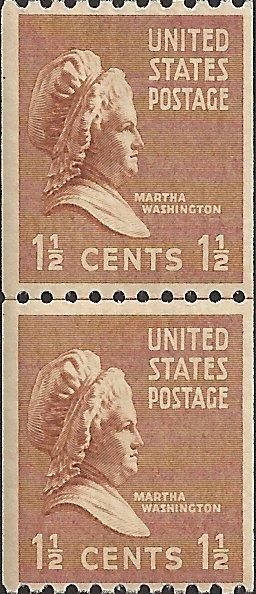 UNITED
STATES
POSTAGE
MARTHA
WASHINGTON
1½ CENTS 1½
UNITED
STATES
POSTAGE
MARTHA
WASHINGTON
1½ CENTS 1½